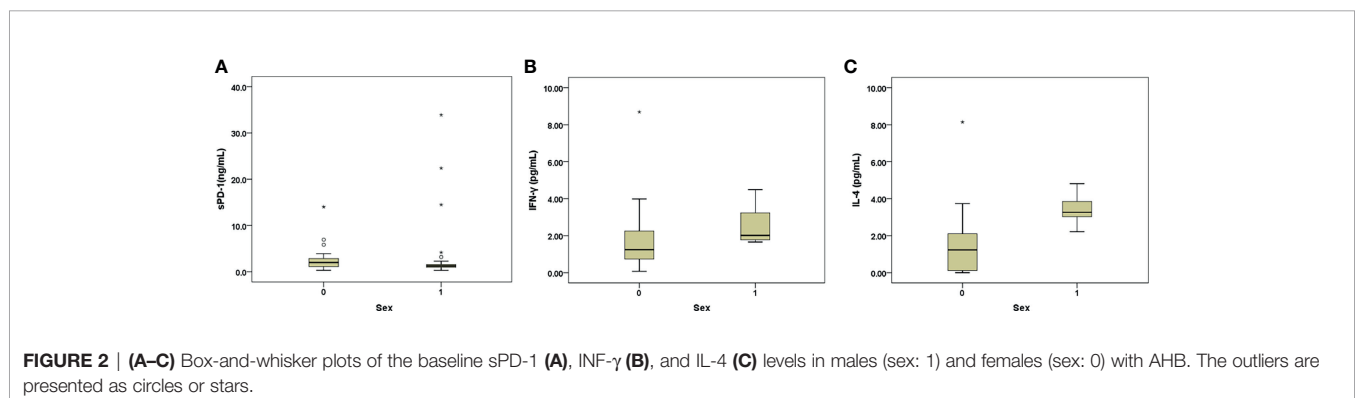 A
B
C
40.0
30.0
20.0
10.0
0.0
sPD-1(ng/mL)
0
1
Sex
10.00
8.00
6.00
4.00
2.00
0.00
IFN-γ (pg/mL)
0
1
Sex
10.00
8.00
6.00
4.00
2.00
0.00
IL-4 (pg/mL)
0
1
Sex
FIGURE 2 | (A–C) Box-and-whisker plots of the baseline sPD-1 (A), INF-γ (B), and IL-4 (C) levels in males (sex: 1) and females (sex: 0) with AHB. The outliers are
presented as circles or stars.